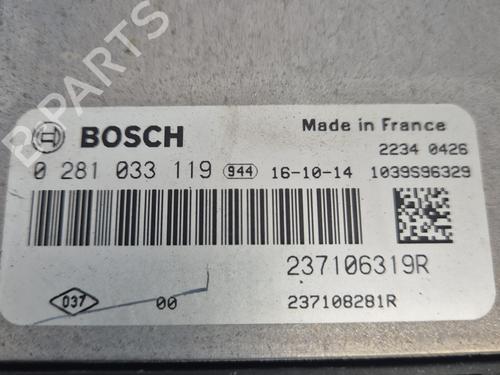 B-PARTS
BOSCH
Made in France
2234 0426
0 281 033 119 944 16-10-14 1039S96329
237106319R
037 00 237108281R